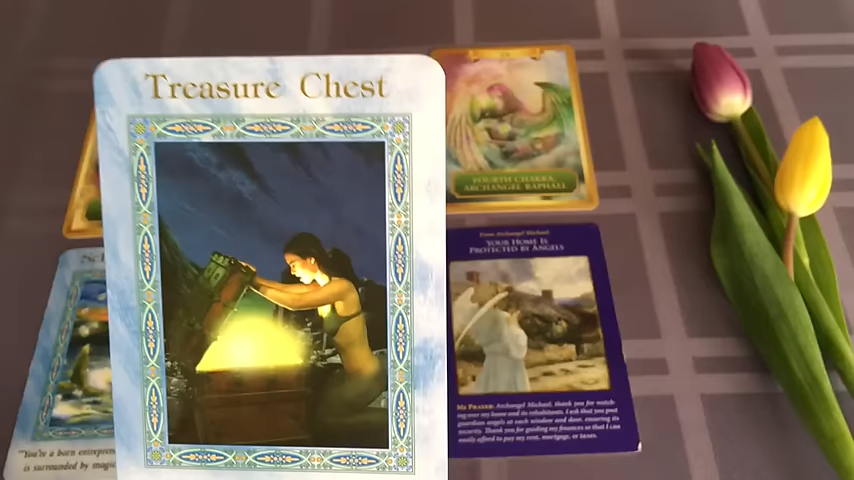 Treasure Chest
FOURTH CHAKRA,
ARCHANGEL RAPHAEL
From Archangel Michael
YOUR HOME IS
PROTECTED BY ANGELS
ME PRAYER: Archangel Michael, thank you for watch-
ing over my home and its inhabitants. I ask that you post
guardian angels at each window and door, ensuring its
security. Thank you for guiding my finances so that I can
easily afford to pay my rent, mortgage, or taxes.
"You're a born entrepren
is surrounded by magic